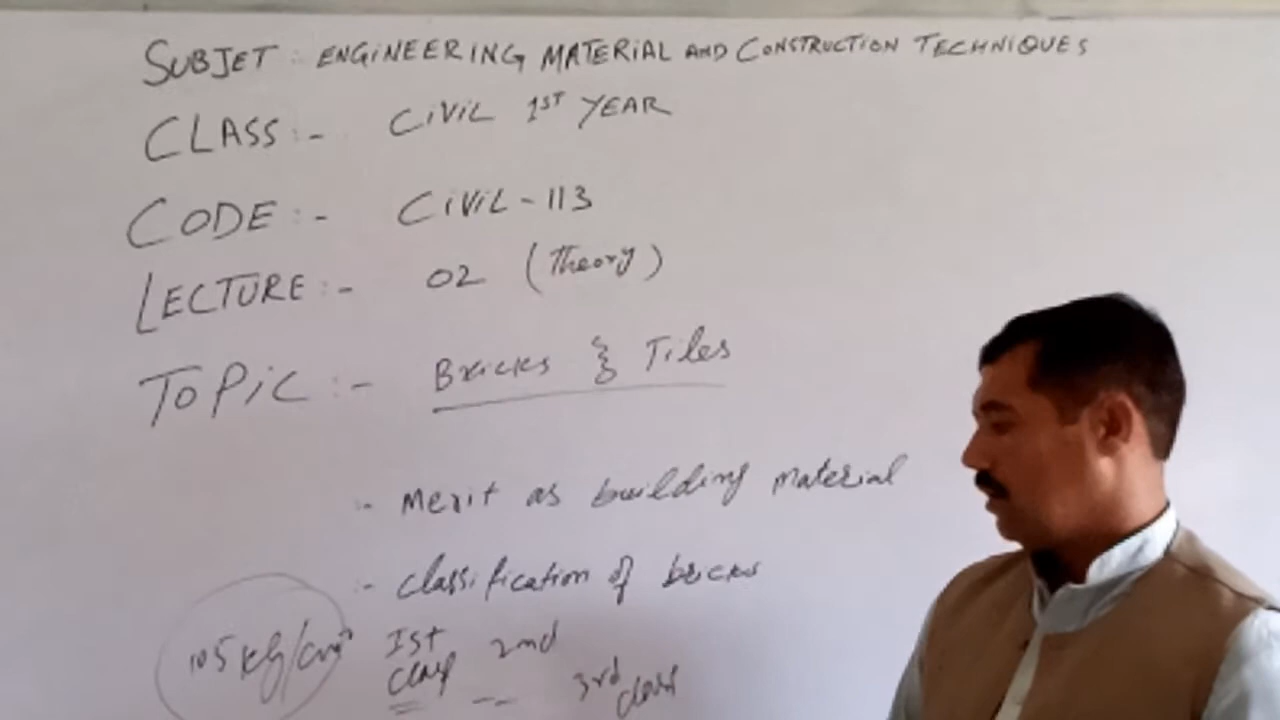 SUBJET : ENGINEERING MATERIAL AND CONSTRUCTION TECHNIQUES
CLASS :- CIVIL 1ST YEAR
CODE :- CIVIL-113
LECTURE :- 02 (Theory)
TOPIC :- Bricks & Tiles
:- Merit as building material
:- classification of bricks
105 kg/cm² Ist 2nd
class -- 3rd class